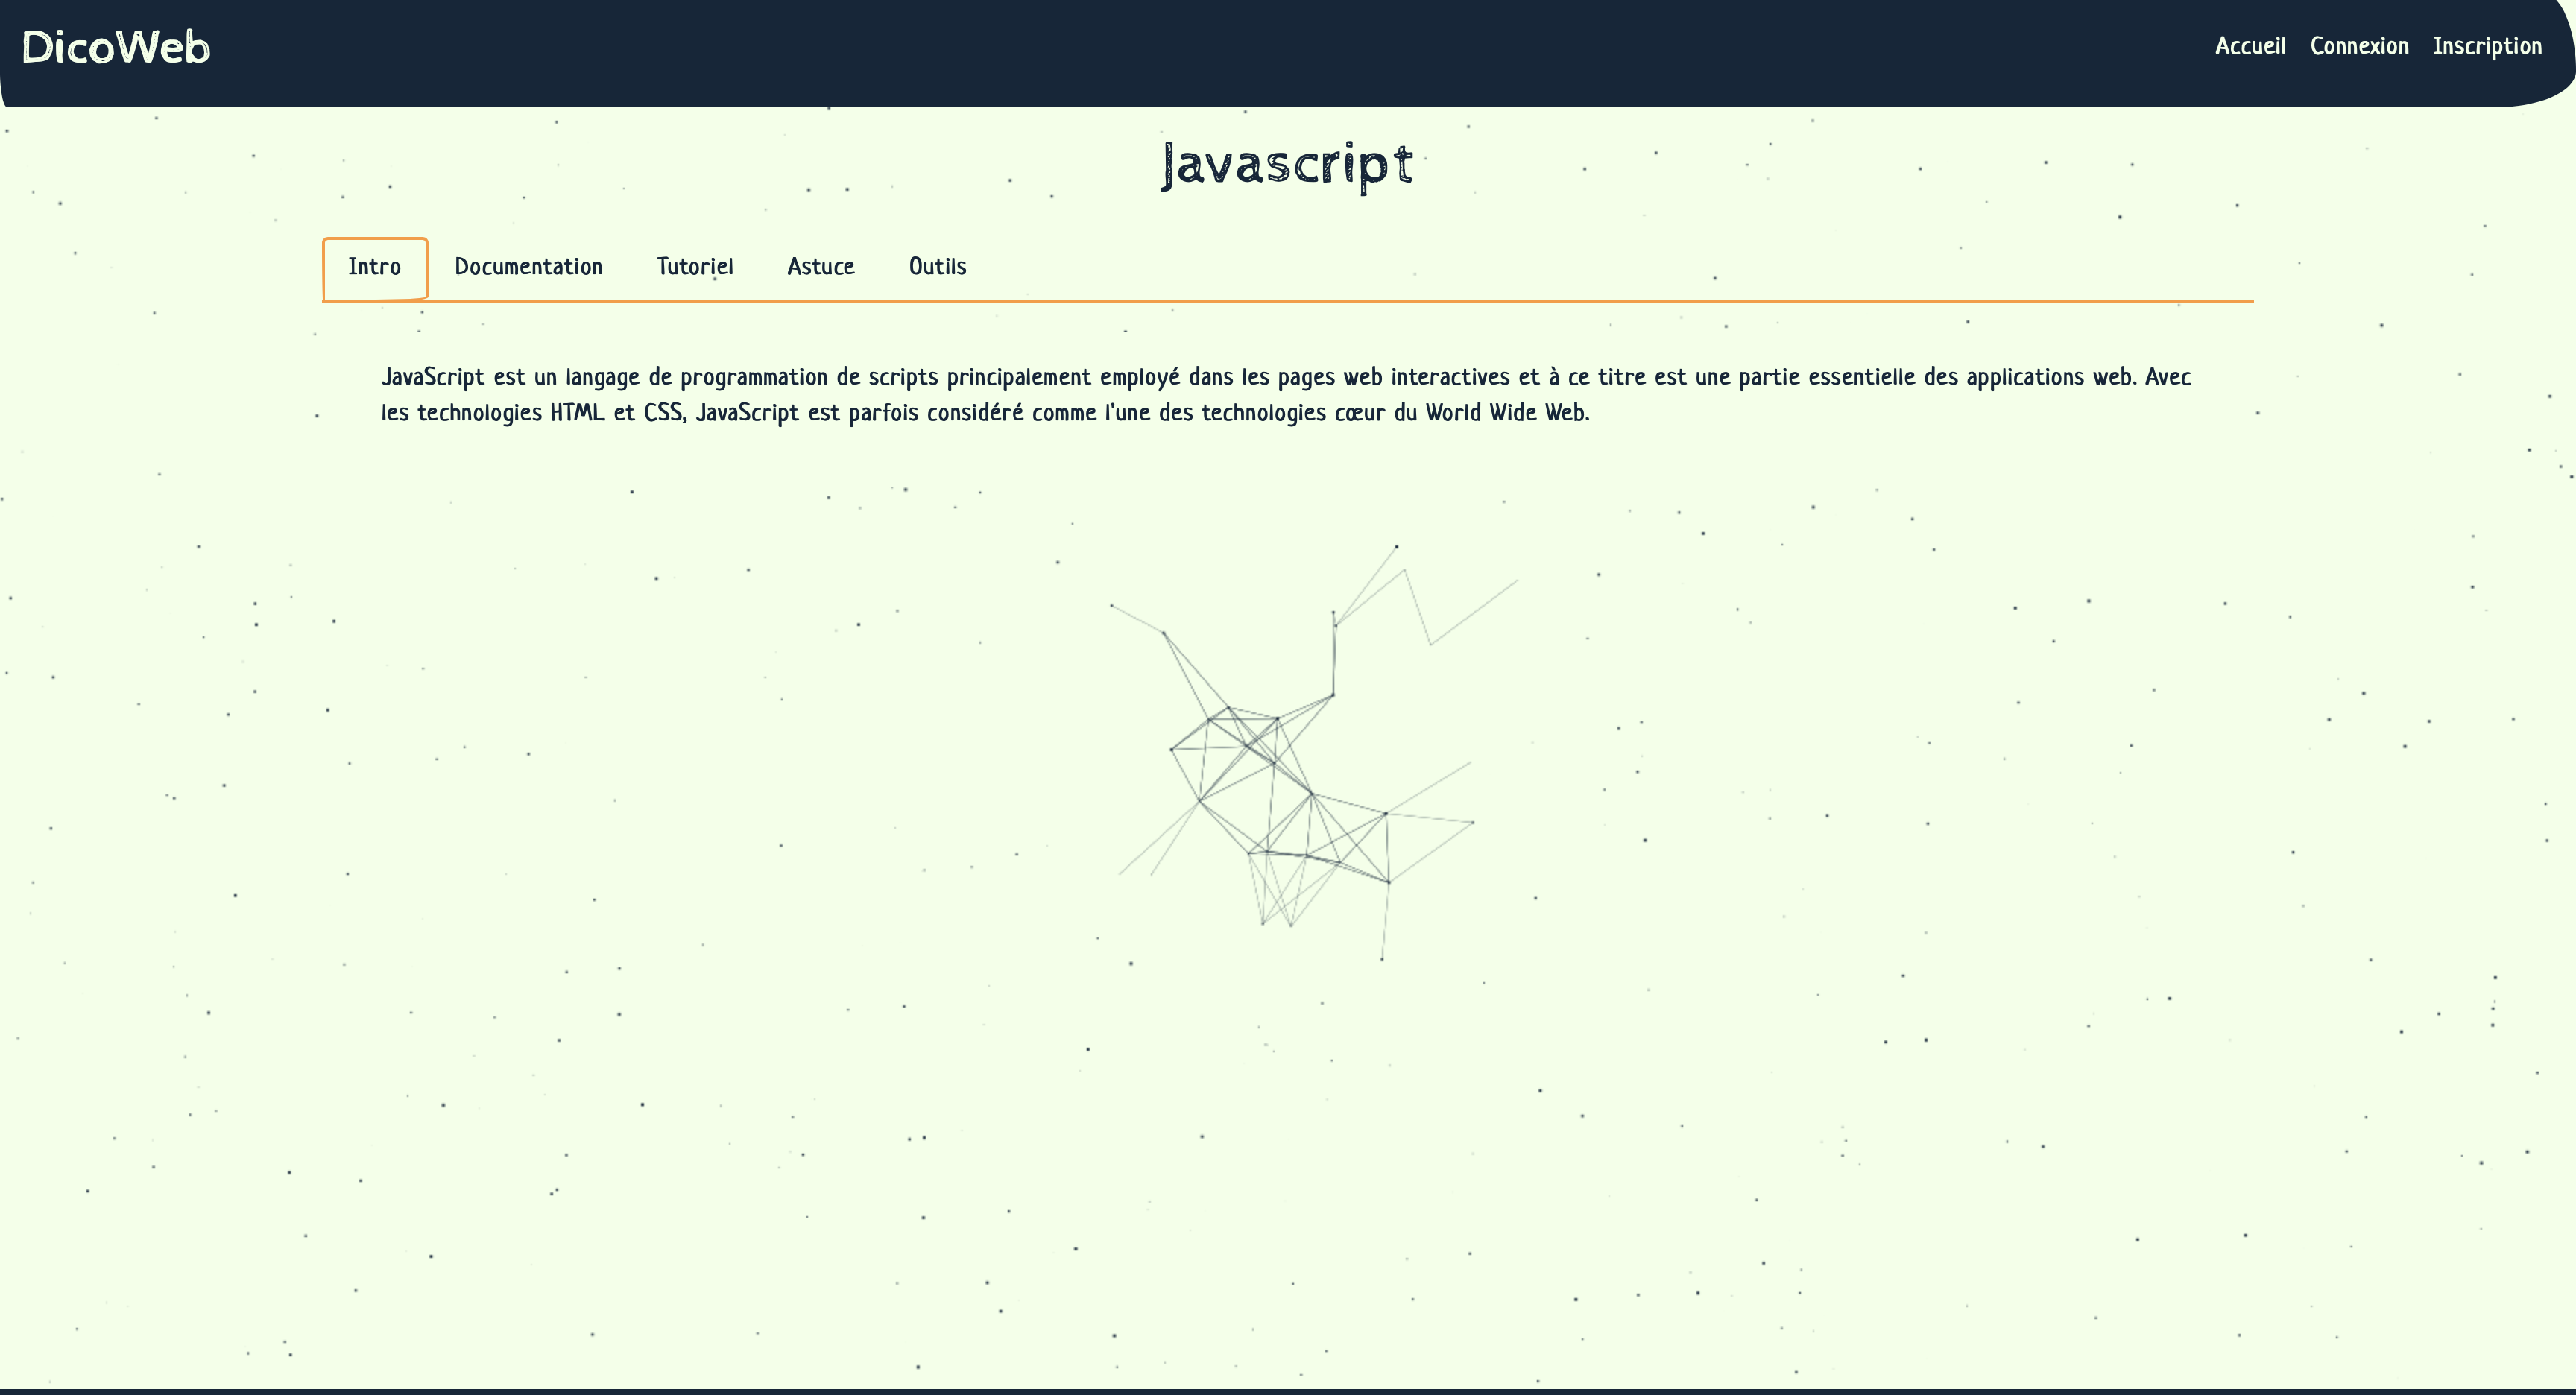 DicoWeb
Accueil Connexion Inscription
Javascript
Intro Documentation Tutoriel Astuce Outils
JavaScript est un langage de programmation de scripts principalement employé dans les pages web interactives et à ce titre est une partie essentielle des applications web. Avec
les technologies HTML et CSS, JavaScript est parfois considéré comme l'une des technologies cœur du World Wide Web.